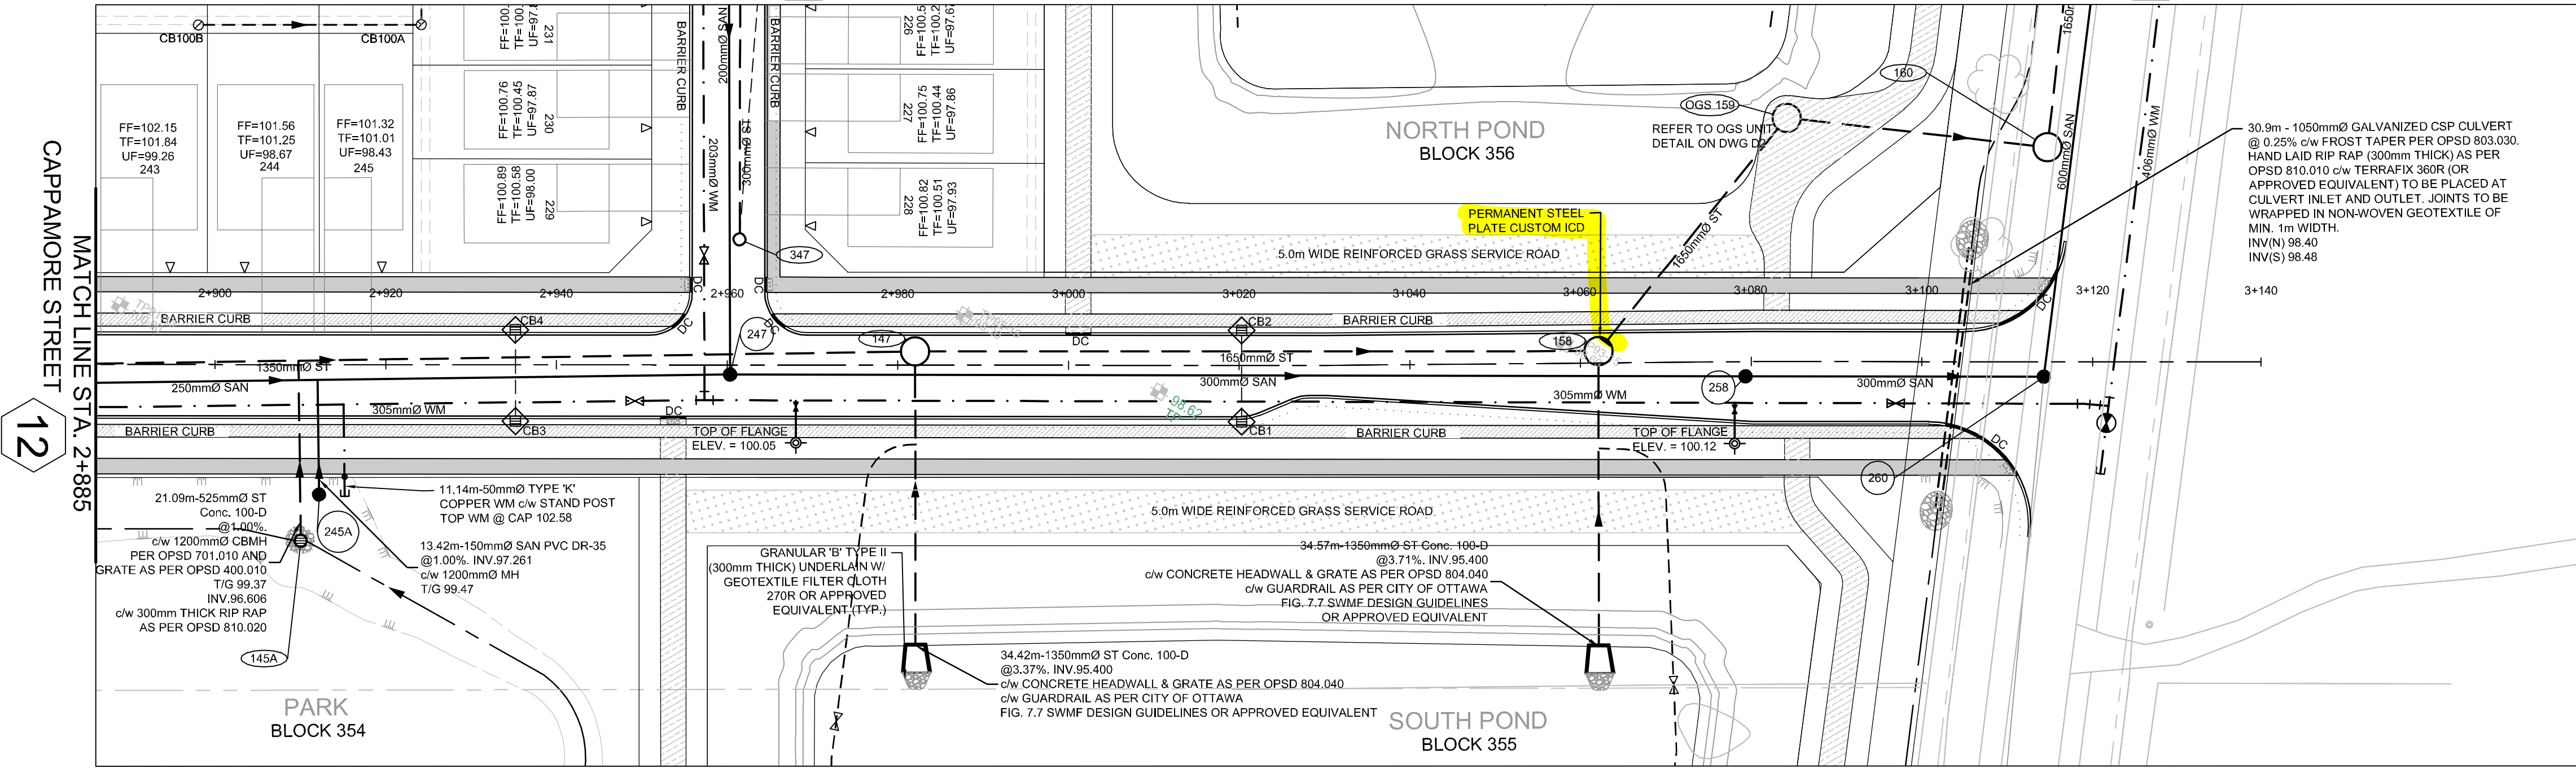 CB100B
CB100A
FF=102.15
TF=101.84
UF=99.26
243
FF=101.56
TF=101.25
UF=98.67
244
FF=101.32
TF=101.01
UF=98.43
245
231
FF=100.76
TF=100.45
UF=97.87
230
FF=100.89
TF=100.58
UF=98.00
229
BARRIER CURB
200mmØ SAN
203mmØ WM
300mmØ ST
BARRIER CURB
226
FF=100.75
TF=100.44
UF=97.86
227
FF=100.82
TF=100.51
UF=97.93
228
347
NORTH POND
BLOCK 356
PERMANENT STEEL
PLATE CUSTOM ICD
5.0m WIDE REINFORCED GRASS SERVICE ROAD
OGS 159
REFER TO OGS UNIT
DETAIL ON DWG D2
160
1650mmØ ST
600mmØ SAN
406mmØ WM
30.9m - 1050mmØ GALVANIZED CSP CULVERT
@ 0.25% c/w FROST TAPER PER OPSD 803.030.
HAND LAID RIP RAP (300mm THICK) AS PER
OPSD 810.010 c/w TERRAFIX 360R (OR
APPROVED EQUIVALENT) TO BE PLACED AT
CULVERT INLET AND OUTLET. JOINTS TO BE
WRAPPED IN NON-WOVEN GEOTEXTILE OF
MIN. 1m WIDTH.
INV(N) 98.40
INV(S) 98.48
CAPPAMORE STREET
MATCH LINE STA. 2+885
12
2+900
2+920
2+940
2+960
2+980
3+000
3+020
3+040
3+060
3+080
3+100
3+120
3+140
BARRIER CURB
CB4
DC
DC
247
DC
DC
147
DC
CB2
BARRIER CURB
158
DC
1350mmØ ST
250mmØ SAN
305mmØ WM
1650mmØ ST
300mmØ SAN
305mmØ WM
258
300mmØ SAN
98.62
BARRIER CURB
CB3
DC
TOP OF FLANGE
ELEV. = 100.05
CB1
BARRIER CURB
TOP OF FLANGE
ELEV. = 100.12
DC
260
21.09m-525mmØ ST
Conc. 100-D
@1.00%.
c/w 1200mmØ CBMH
PER OPSD 701.010 AND
GRATE AS PER OPSD 400.010
T/G 99.37
INV.96.606
c/w 300mm THICK RIP RAP
AS PER OPSD 810.020
145A
245A
11.14m-50mmØ TYPE 'K'
COPPER WM c/w STAND POST
TOP WM @ CAP 102.58
13.42m-150mmØ SAN PVC DR-35
@1.00%. INV.97.261
c/w 1200mmØ MH
T/G 99.47
5.0m WIDE REINFORCED GRASS SERVICE ROAD
GRANULAR 'B' TYPE II
(300mm THICK) UNDERLAIN W/
GEOTEXTILE FILTER CLOTH
270R OR APPROVED
EQUIVALENT (TYP.)
34.57m-1350mmØ ST Conc. 100-D
@3.71%. INV.95.400
c/w CONCRETE HEADWALL & GRATE AS PER OPSD 804.040
c/w GUARDRAIL AS PER CITY OF OTTAWA
FIG. 7.7 SWMF DESIGN GUIDELINES
OR APPROVED EQUIVALENT
34.42m-1350mmØ ST Conc. 100-D
@3.37%. INV.95.400
c/w CONCRETE HEADWALL & GRATE AS PER OPSD 804.040
c/w GUARDRAIL AS PER CITY OF OTTAWA
FIG. 7.7 SWMF DESIGN GUIDELINES OR APPROVED EQUIVALENT
PARK
BLOCK 354
SOUTH POND
BLOCK 355